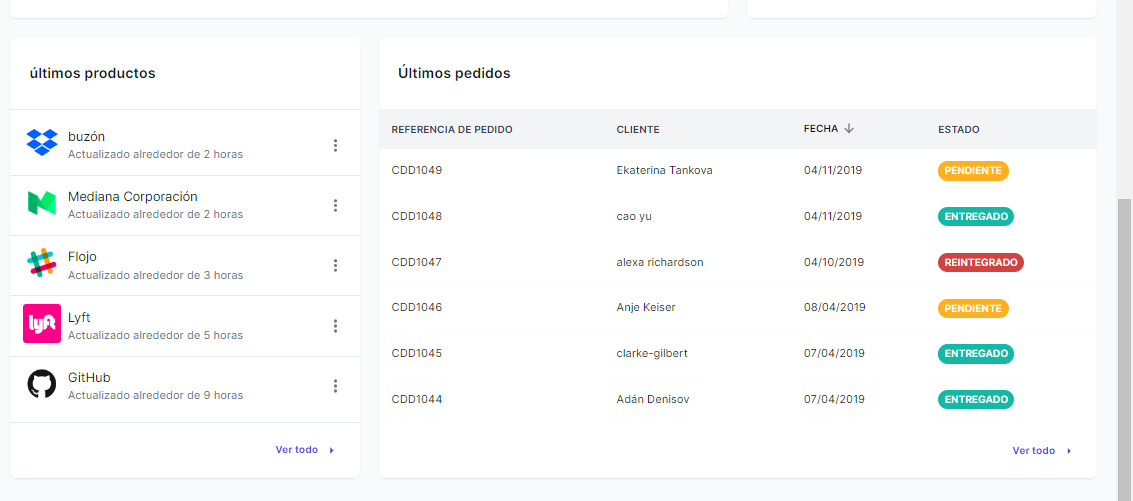 últimos productos
buzón
Actualizado alrededor de 2 horas
Mediana Corporación
Actualizado alrededor de 2 horas
Flojo
Actualizado alrededor de 3 horas
lyft
Lyft
Actualizado alrededor de 5 horas
GitHub
Actualizado alrededor de 9 horas
Ver todo
Últimos pedidos
REFERENCIA DE PEDIDO CLIENTE FECHA ESTADO
CDD1049 Ekaterina Tankova 04/11/2019 PENDIENTE
CDD1048 cao yu 04/11/2019 ENTREGADO
CDD1047 alexa richardson 04/10/2019 REINTEGRADO
CDD1046 Anje Keiser 08/04/2019 PENDIENTE
CDD1045 clarke-gilbert 07/04/2019 ENTREGADO
CDD1044 Adán Denisov 07/04/2019 ENTREGADO
Ver todo